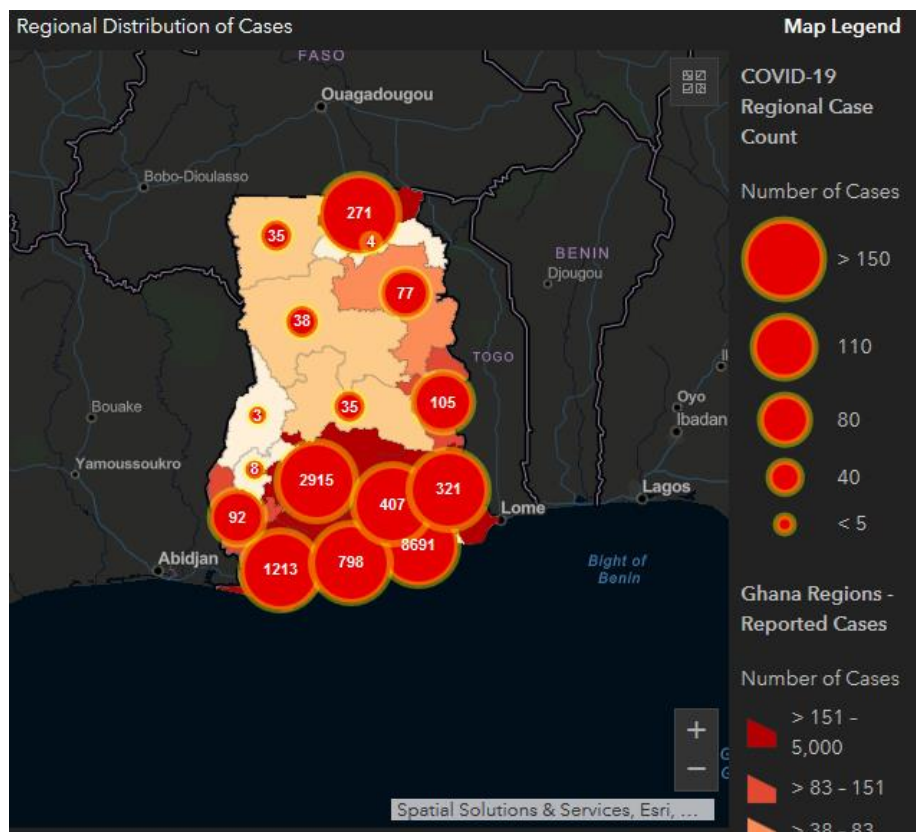 Regional Distribution of Cases
Map Legend
FASO
Ouagadougou
Bobo-Dioulasso
271
35
4
BENIN
Djougou
77
38
TOGO
105
35
3
Bouake
Oyo
Ibadan
8
Yamoussoukro
2915
321
407
Lagos
Lome
92
8691
Abidjan
798
1213
Bight of
Benin
Spatial Solutions & Services, Esri, ...
+
−
COVID-19
Regional Case
Count
Number of Cases
> 150
110
80
40
< 5
Ghana Regions -
Reported Cases
Number of Cases
> 151 –
5,000
> 83 – 151
> 38 – 83